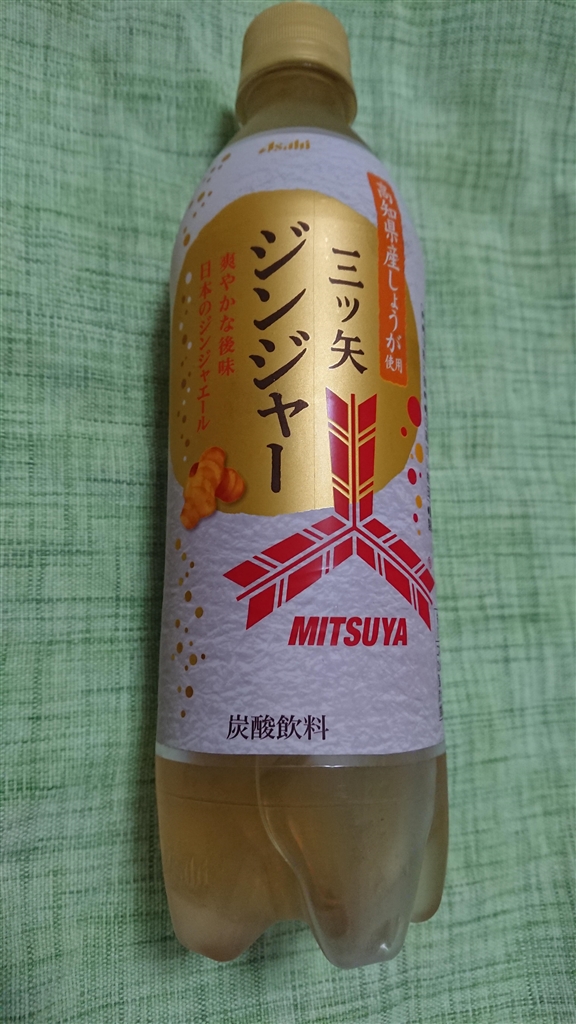 Asahi
高知県産しょうが使用
三ツ矢
ジンジャー
爽やかな後味
日本のジンジャエール
MITSUYA
炭酸飲料
Asahi